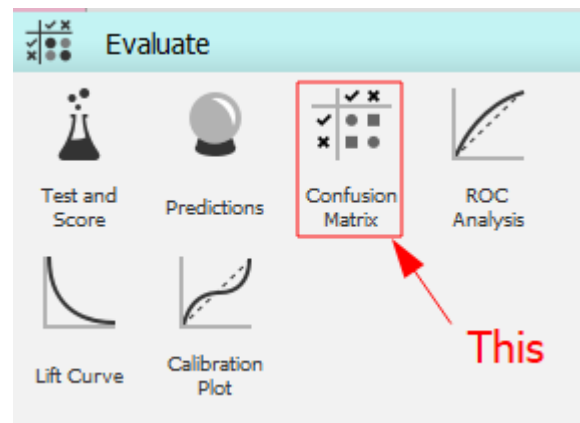 Evaluate
Test and
Score
Predictions
Confusion
Matrix
ROC
Analysis
Lift Curve
Calibration
Plot
This